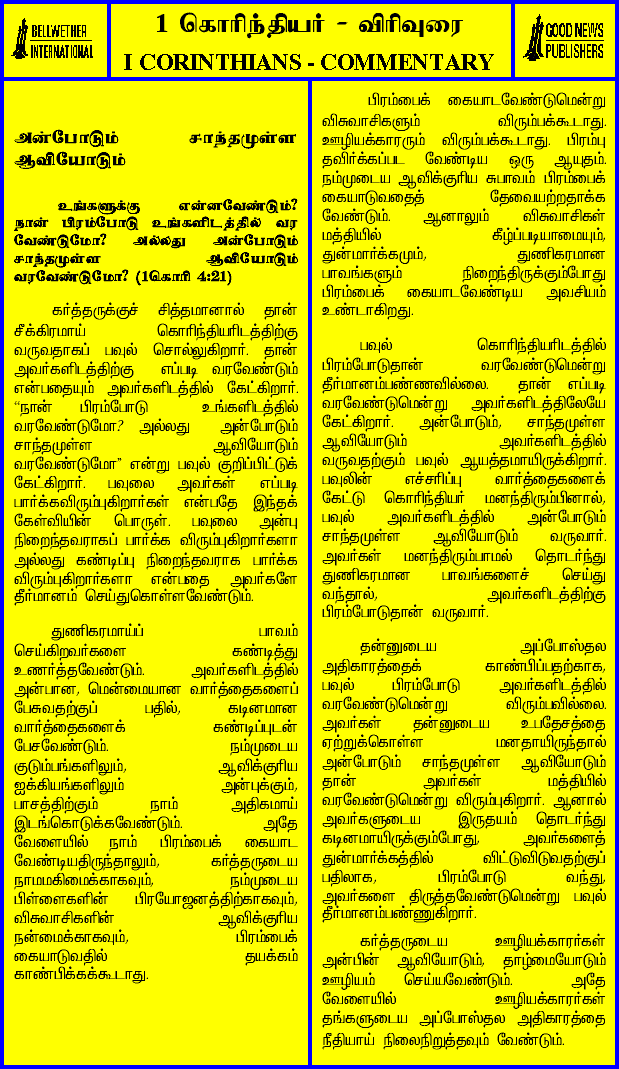 BELLWETHER
INTERNATIONAL
1 கொரிந்தியர் - விரிவுரை
I CORINTHIANS - COMMENTARY
GOOD NEWS
PUBLISHERS
அன்போடும் சாந்தமுள்ள
ஆவியோடும்
உங்களுக்கு என்னவேண்டும்?
நான் பிரம்போடு உங்களிடத்தில் வர
வேண்டுமோ? அல்லது அன்போடும்
சாந்தமுள்ள ஆவியோடும்
வரவேண்டுமோ? (1கொரி 4:21)
கர்த்தருக்குச் சித்தமானால் தான்
சீக்கிரமாய் கொரிந்தியரிடத்திற்கு
வருவதாகப் பவுல் சொல்லுகிறார். தான்
அவர்களிடத்திற்கு எப்படி வரவேண்டும்
என்பதையும் அவர்களிடத்தில் கேட்கிறார்.
“நான் பிரம்போடு உங்களிடத்தில்
வரவேண்டுமோ? அல்லது அன்போடும்
சாந்தமுள்ள ஆவியோடும்
வரவேண்டுமோ” என்று பவுல் குறிப்பிட்டுக்
கேட்கிறார். பவுலை அவர்கள் எப்படி
பார்க்கவிரும்புகிறார்கள் என்பதே இந்தக்
கேள்வியின் பொருள். பவுலை அன்பு
நிறைந்தவராகப் பார்க்க விரும்புகிறார்களா
அல்லது கண்டிப்பு நிறைந்தவராக பார்க்க
விரும்புகிறார்களா என்பதை அவர்களே
தீர்மானம் செய்துகொள்ளவேண்டும்.
துணிகரமாய்ப் பாவம்
செய்கிறவர்களை கண்டித்து
உணர்த்தவேண்டும். அவர்களிடத்தில்
அன்பான, மென்மையான வார்த்தைகளைப்
பேசுவதற்குப் பதில், கடினமான
வார்த்தைகளைக் கண்டிப்புடன்
பேசவேண்டும். நம்முடைய
குடும்பங்களிலும், ஆவிக்குரிய
ஐக்கியங்களிலும் அன்புக்கும்,
பாசத்திற்கும் நாம் அதிகமாய்
இடங்கொடுக்கவேண்டும். அதே
வேளையில் நாம் பிரம்பைக் கையாட
வேண்டியதிருந்தாலும், கர்த்தருடைய
நாமமகிமைக்காகவும், நம்முடைய
பிள்ளைகளின் பிரயோஜனத்திற்காகவும்,
விசுவாசிகளின் ஆவிக்குரிய
நன்மைக்காகவும், பிரம்பைக்
கையாடுவதில் தயக்கம்
காண்பிக்கக்கூடாது.
பிரம்பைக் கையாடவேண்டுமென்று
விசுவாசிகளும் விரும்பக்கூடாது.
ஊழியக்காரரும் விரும்பக்கூடாது. பிரம்பு
தவிர்க்கப்பட வேண்டிய ஒரு ஆயுதம்.
நம்முடைய ஆவிக்குரிய சுபாவம் பிரம்பைக்
கையாடுவதைத் தேவையற்றதாக்க
வேண்டும். ஆனாலும் விசுவாசிகள்
மத்தியில் கீழ்ப்படியாமையும்,
துன்மார்க்கமும், துணிகரமான
பாவங்களும் நிறைந்திருக்கும்போது
பிரம்பைக் கையாடவேண்டிய அவசியம்
உண்டாகிறது.
பவுல் கொரிந்தியரிடத்தில்
பிரம்போடுதான் வரவேண்டுமென்று
தீர்மானம்பண்ணவில்லை. தான் எப்படி
வரவேண்டுமென்று அவர்களிடத்திலேயே
கேட்கிறார். அன்போடும், சாந்தமுள்ள
ஆவியோடும் அவர்களிடத்தில்
வருவதற்கும் பவுல் ஆயத்தமாயிருக்கிறார்.
பவுலின் எச்சரிப்பு வார்த்தைகளைக்
கேட்டு கொரிந்தியர் மனந்திரும்பினால்,
பவுல் அவர்களிடத்தில் அன்போடும்
சாந்தமுள்ள ஆவியோடும் வருவார்.
அவர்கள் மனந்திரும்பாமல் தொடர்ந்து
துணிகரமான பாவங்களைச் செய்து
வந்தால், அவர்களிடத்திற்கு
பிரம்போடுதான் வருவார்.
தன்னுடைய அப்போஸ்தல
அதிகாரத்தைக் காண்பிப்பதற்காக,
பவுல் பிரம்போடு அவர்களிடத்தில்
வரவேண்டுமென்று விரும்பவில்லை.
அவர்கள் தன்னுடைய உபதேசத்தை
ஏற்றுக்கொள்ள மனதாயிருந்தால்
அன்போடும் சாந்தமுள்ள ஆவியோடும்
தான் அவர்கள் மத்தியில்
வரவேண்டுமென்று விரும்புகிறார். ஆனால்
அவர்களுடைய இருதயம் தொடர்ந்து
கடினமாயிருக்கும்போது, அவர்களைத்
துன்மார்க்கத்தில் விட்டுவிடுவதற்குப்
பதிலாக, பிரம்போடு வந்து,
அவர்களை திருத்தவேண்டுமென்று பவுல்
தீர்மானம்பண்ணுகிறார்.
கர்த்தருடைய ஊழியக்காரர்கள்
அன்பின் ஆவியோடும், தாழ்மையோடும்
ஊழியம் செய்யவேண்டும். அதே
வேளையில் ஊழியக்காரர்கள்
தங்களுடைய அப்போஸ்தல அதிகாரத்தை
நீதியாய் நிலைநிறுத்தவும் வேண்டும்.